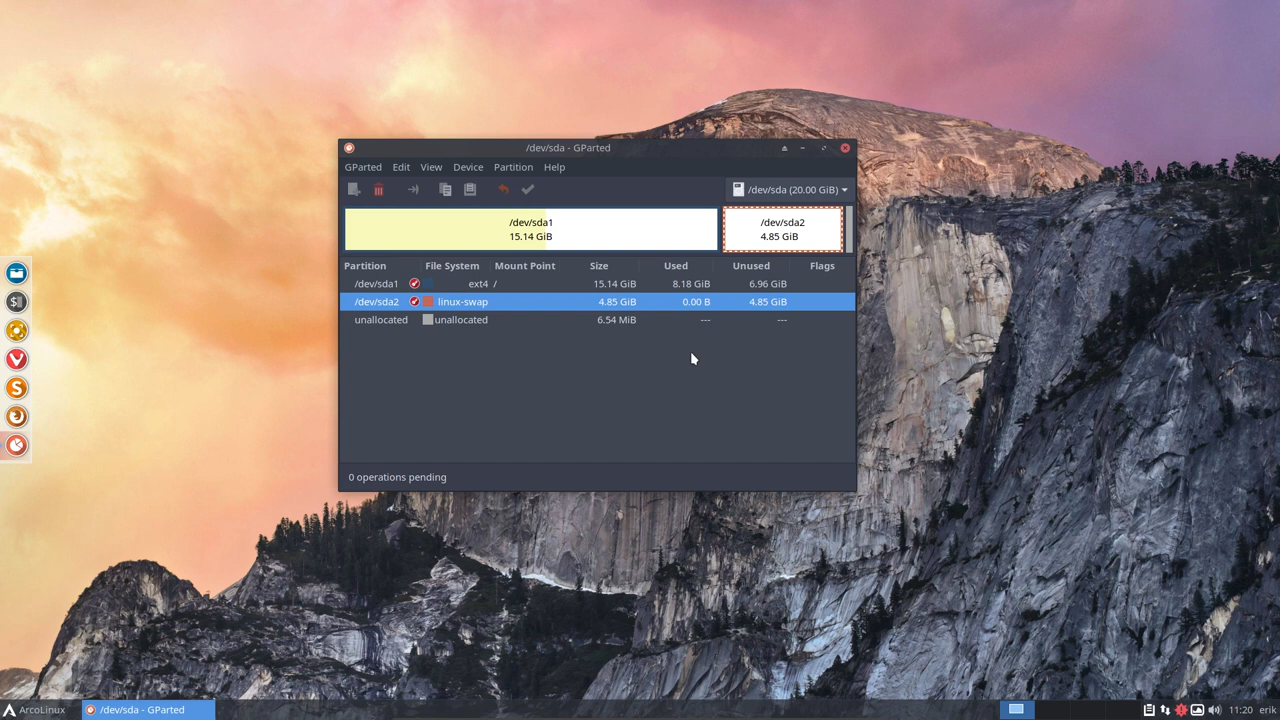 /dev/sda - GParted
GParted Edit View Device Partition Help
/dev/sda (20.00 GiB)
/dev/sda1
15.14 GiB
/dev/sda2
4.85 GiB
Partition File System Mount Point Size Used Unused Flags
/dev/sda1 ext4 / 15.14 GiB 8.18 GiB 6.96 GiB
/dev/sda2 linux-swap 4.85 GiB 0.00 B 4.85 GiB
unallocated unallocated 6.54 MiB --- ---
0 operations pending
ArcoLinux /dev/sda - GParted 11:20 erik